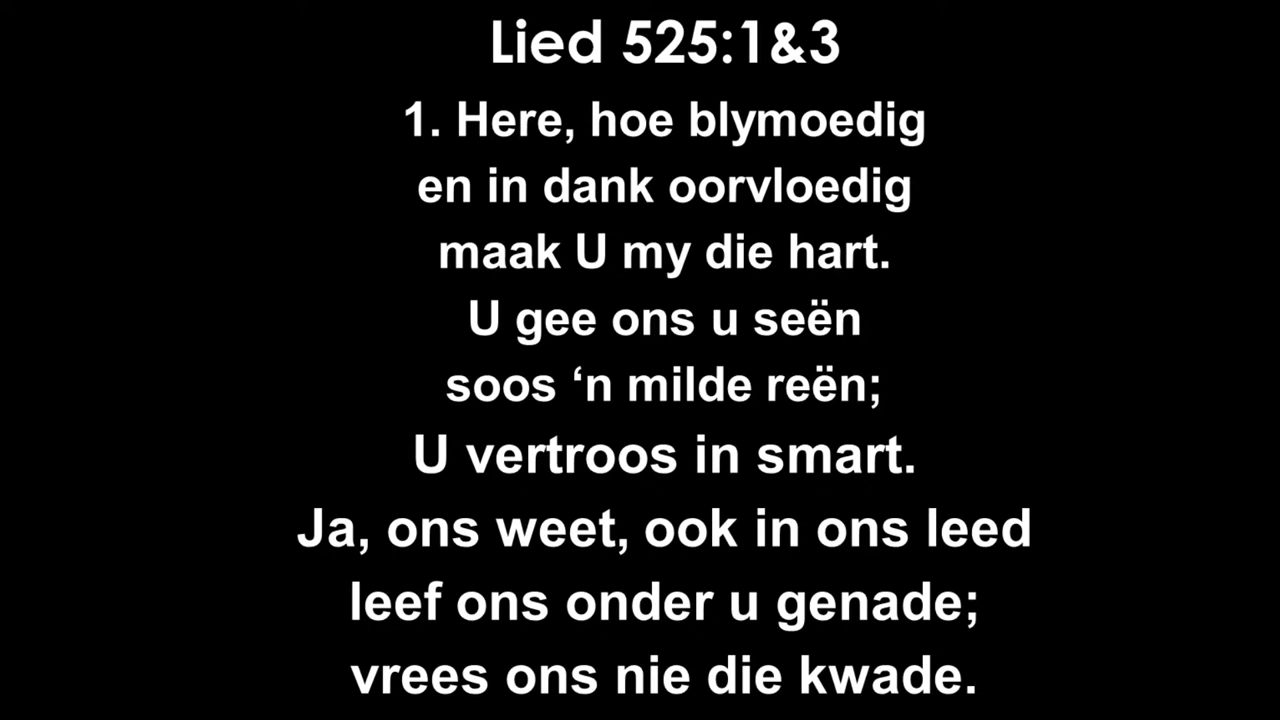 Lied 525:1&3
1. Here, hoe blymoedig
en in dank oorvloedig
maak U my die hart.
U gee ons u seën
soos ‘n milde reën;
U vertroos in smart.
Ja, ons weet, ook in ons leed
leef ons onder u genade;
vrees ons nie die kwade.